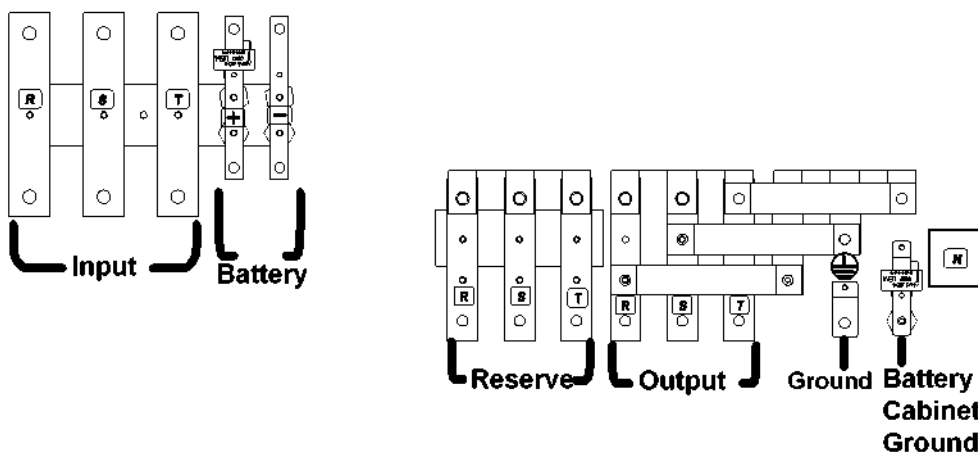 R S T
+ −
Input
Battery
R S T
R S T
N
Reserve
Output
Ground
Battery
Cabinet
Ground